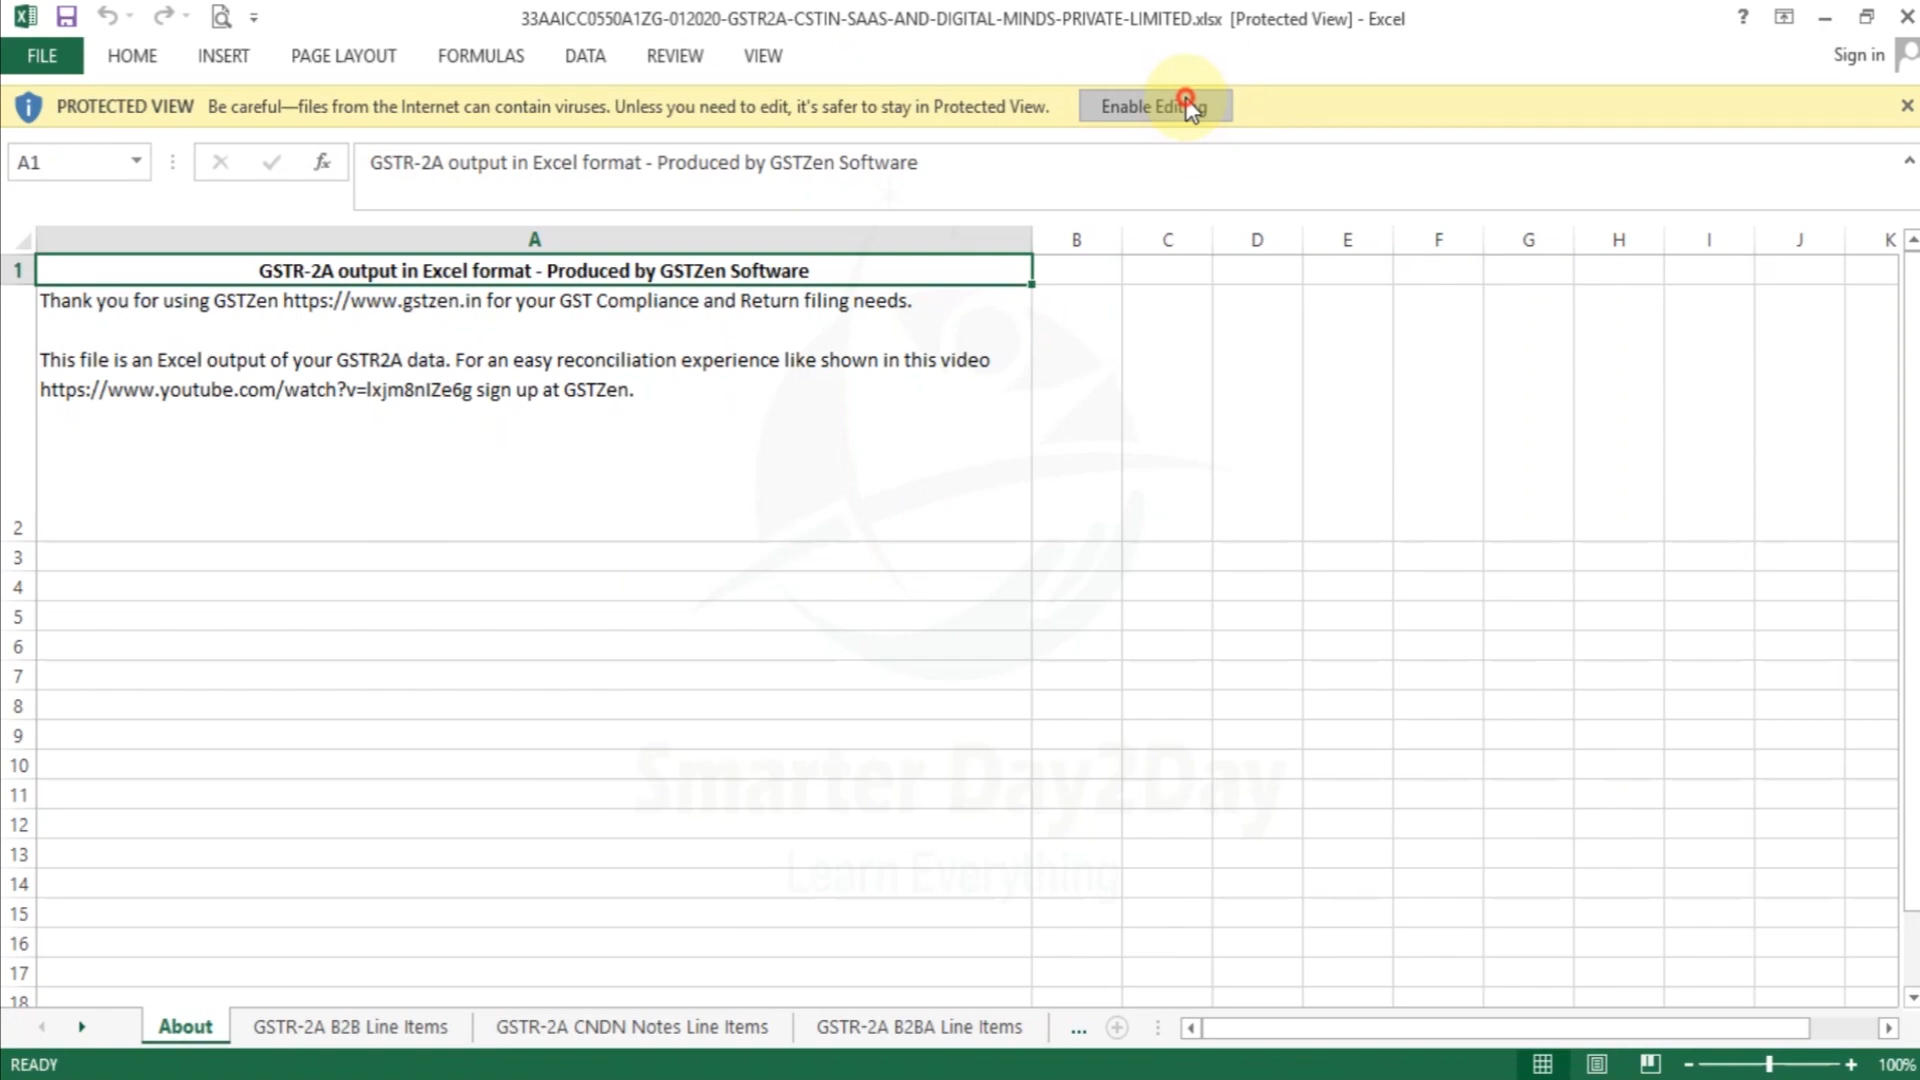 33AAICC0550A1ZG-012020-GSTR2A-CSTIN-SAAS-AND-DIGITAL-MINDS-PRIVATE-LIMITED.xlsx [Protected View] - Excel
?
FILE HOME INSERT PAGE LAYOUT FORMULAS DATA REVIEW VIEW Sign in
PROTECTED VIEW Be careful—files from the Internet can contain viruses. Unless you need to edit, it's safer to stay in Protected View. Enable Editing
A1 fx GSTR-2A output in Excel format - Produced by GSTZen Software
A B C D E F G H I J K
1 GSTR-2A output in Excel format - Produced by GSTZen Software
Thank you for using GSTZen https://www.gstzen.in for your GST Compliance and Return filing needs.
This file is an Excel output of your GSTR2A data. For an easy reconciliation experience like shown in this video
https://www.youtube.com/watch?v=lxjm8nIZe6g sign up at GSTZen.
2
3
4
5
6
7
8
9
10
Smarter Day2Day
11
12
13
Learn Everything
14
15
16
17
18
About GSTR-2A B2B Line Items GSTR-2A CNDN Notes Line Items GSTR-2A B2BA Line Items ...
READY 100%